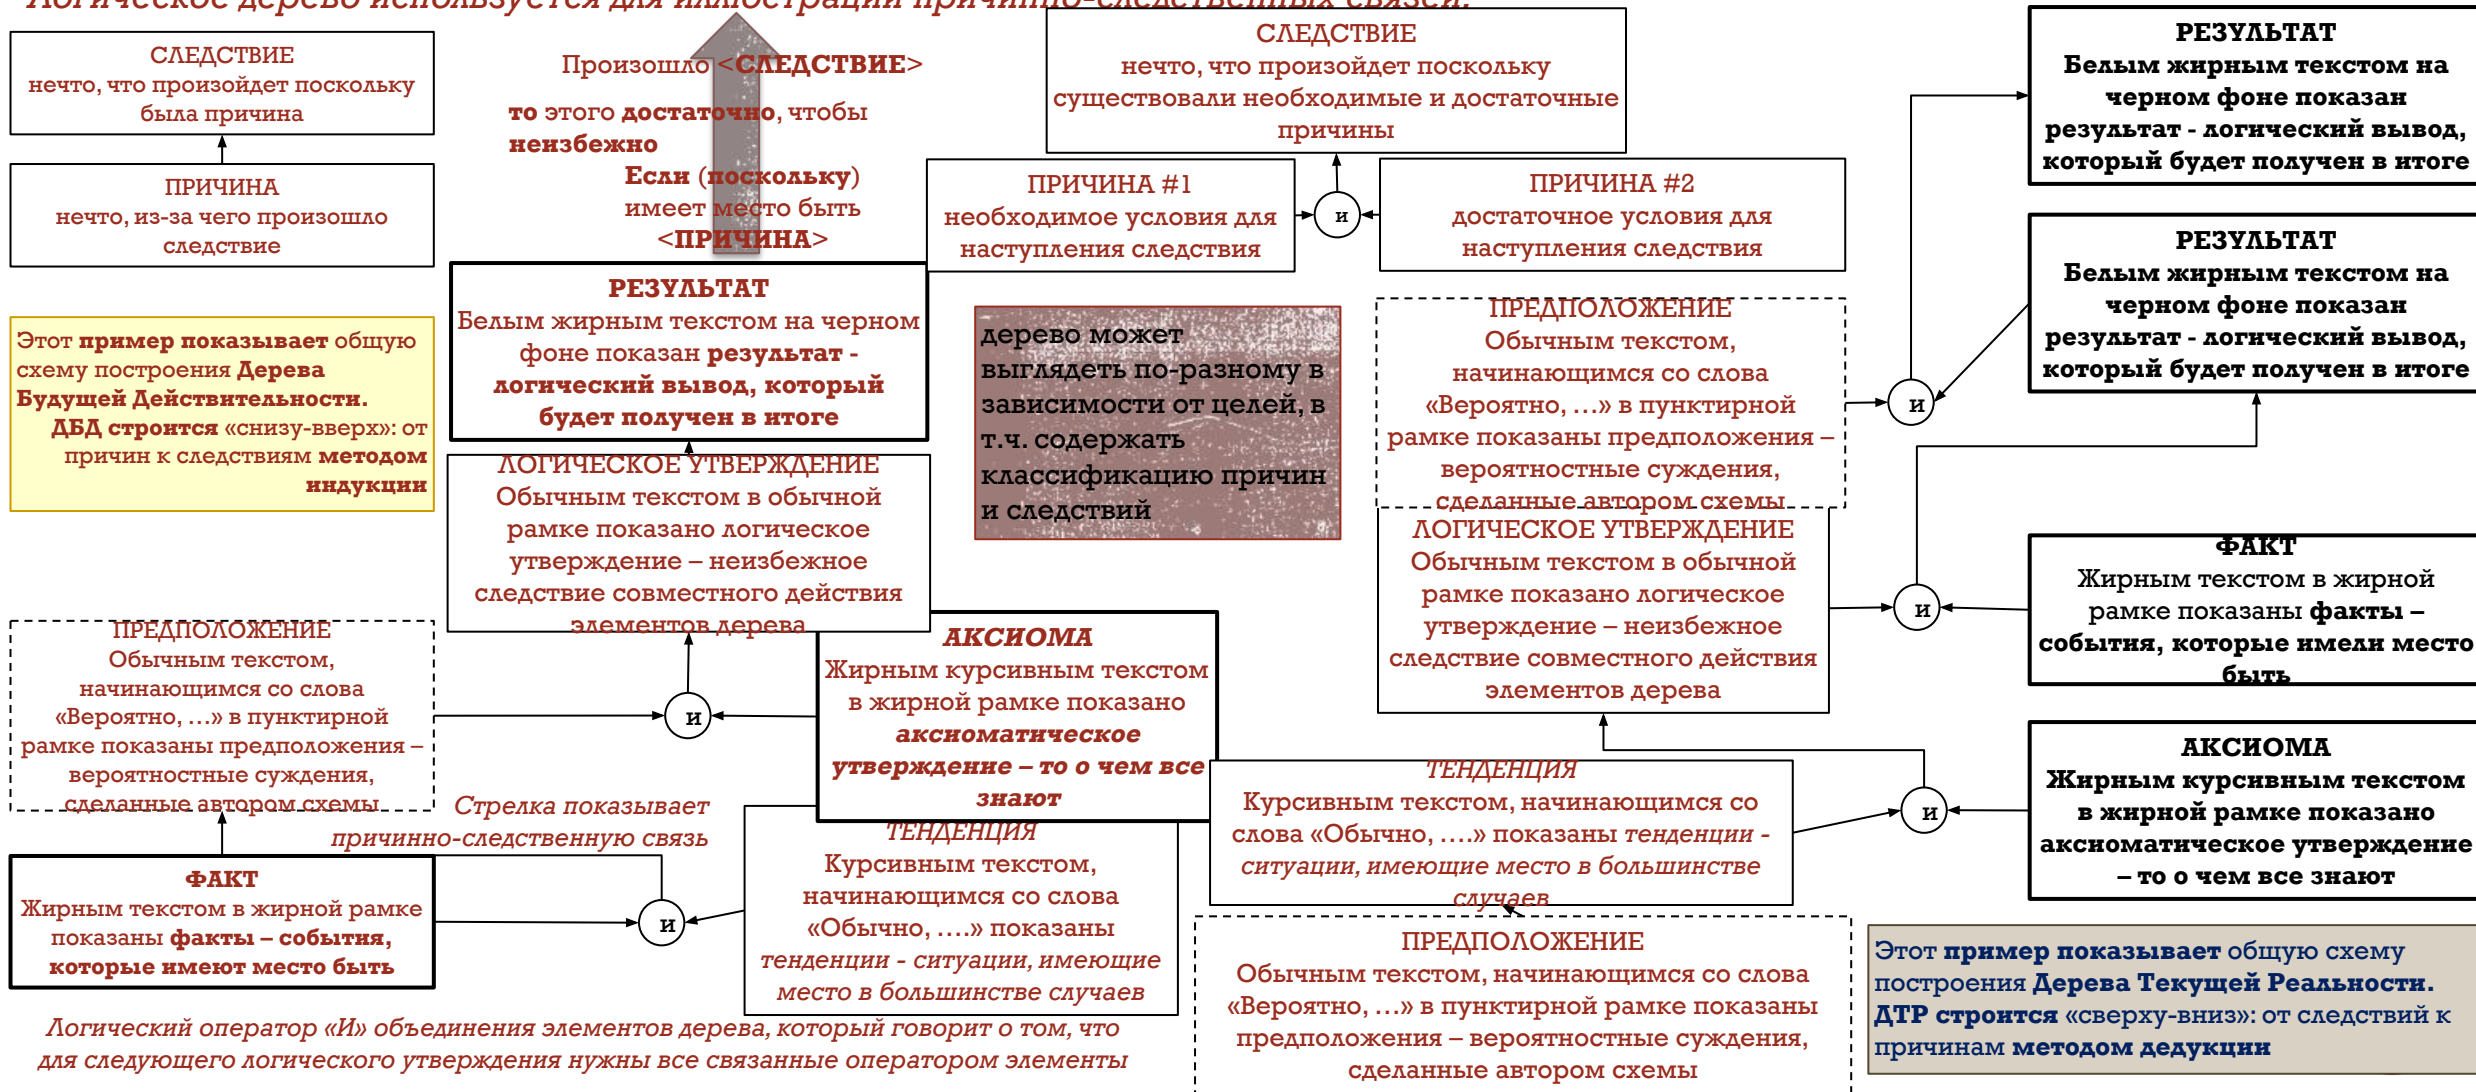 Логическое дерево используется для иллюстрации причинно-следственных связей.
СЛЕДСТВИЕ
нечто, что произойдет поскольку
была причина
ПРИЧИНА
нечто, из-за чего произошло
следствие
Произошло <СЛЕДСТВИЕ>
то этого достаточно, чтобы
неизбежно
Если (поскольку)
имеет место быть
<ПРИЧИНА>
СЛЕДСТВИЕ
нечто, что произойдет поскольку
существовали необходимые и достаточные
причины
ПРИЧИНА #1
необходимое условия для
наступления следствия
и
ПРИЧИНА #2
достаточное условия для
наступления следствия
Этот пример показывает общую
схему построения Дерева
Будущей Действительности.
ДБД строится «снизу-вверх»: от
причин к следствиям методом
индукции
РЕЗУЛЬТАТ
Белым жирным текстом на черном
фоне показан результат -
логический вывод, который
будет получен в итоге
ЛОГИЧЕСКОЕ УТВЕРЖДЕНИЕ
Обычным текстом в обычной
рамке показано логическое
утверждение – неизбежное
следствие совместного действия
элементов дерева
дерево может
выглядеть по-разному в
зависимости от целей, в
т.ч. содержать
классификацию причин
и следствий
ПРЕДПОЛОЖЕНИЕ
Обычным текстом,
начинающимся со слова
«Вероятно, …» в пунктирной
рамке показаны предположения –
вероятностные суждения,
сделанные автором схемы
и
АКСИОМА
Жирным курсивным текстом
в жирной рамке показано
аксиоматическое
утверждение – то о чем все
знают
Стрелка показывает
причинно-следственную связь
ФАКТ
Жирным текстом в жирной рамке
показаны факты – события,
которые имеют место быть
и
ТЕНДЕНЦИЯ
Курсивным текстом,
начинающимся со слова
«Обычно, ….» показаны
тенденции - ситуации, имеющие
место в большинстве случаев
Логический оператор «И» объединения элементов дерева, который говорит о том, что
для следующего логического утверждения нужны все связанные оператором элементы
РЕЗУЛЬТАТ
Белым жирным текстом на
черном фоне показан
результат - логический вывод,
который будет получен в итоге
РЕЗУЛЬТАТ
Белым жирным текстом на
черном фоне показан
результат - логический вывод,
который будет получен в итоге
ПРЕДПОЛОЖЕНИЕ
Обычным текстом,
начинающимся со слова
«Вероятно, …» в пунктирной
рамке показаны предположения –
вероятностные суждения,
сделанные автором схемы
и
ЛОГИЧЕСКОЕ УТВЕРЖДЕНИЕ
Обычным текстом в обычной
рамке показано логическое
утверждение – неизбежное
следствие совместного действия
элементов дерева
и
ФАКТ
Жирным текстом в жирной
рамке показаны факты –
события, которые имели место
быть
ТЕНДЕНЦИЯ
Курсивным текстом, начинающимся со
слова «Обычно, ….» показаны тенденции -
ситуации, имеющие место в большинстве
случаев
и
АКСИОМА
Жирным курсивным текстом
в жирной рамке показано
аксиоматическое утверждение
– то о чем все знают
ПРЕДПОЛОЖЕНИЕ
Обычным текстом, начинающимся со слова
«Вероятно, …» в пунктирной рамке показаны
предположения – вероятностные суждения,
сделанные автором схемы
Этот пример показывает общую схему
построения Дерева Текущей Реальности.
ДТР строится «сверху-вниз»: от следствий к
причинам методом дедукции